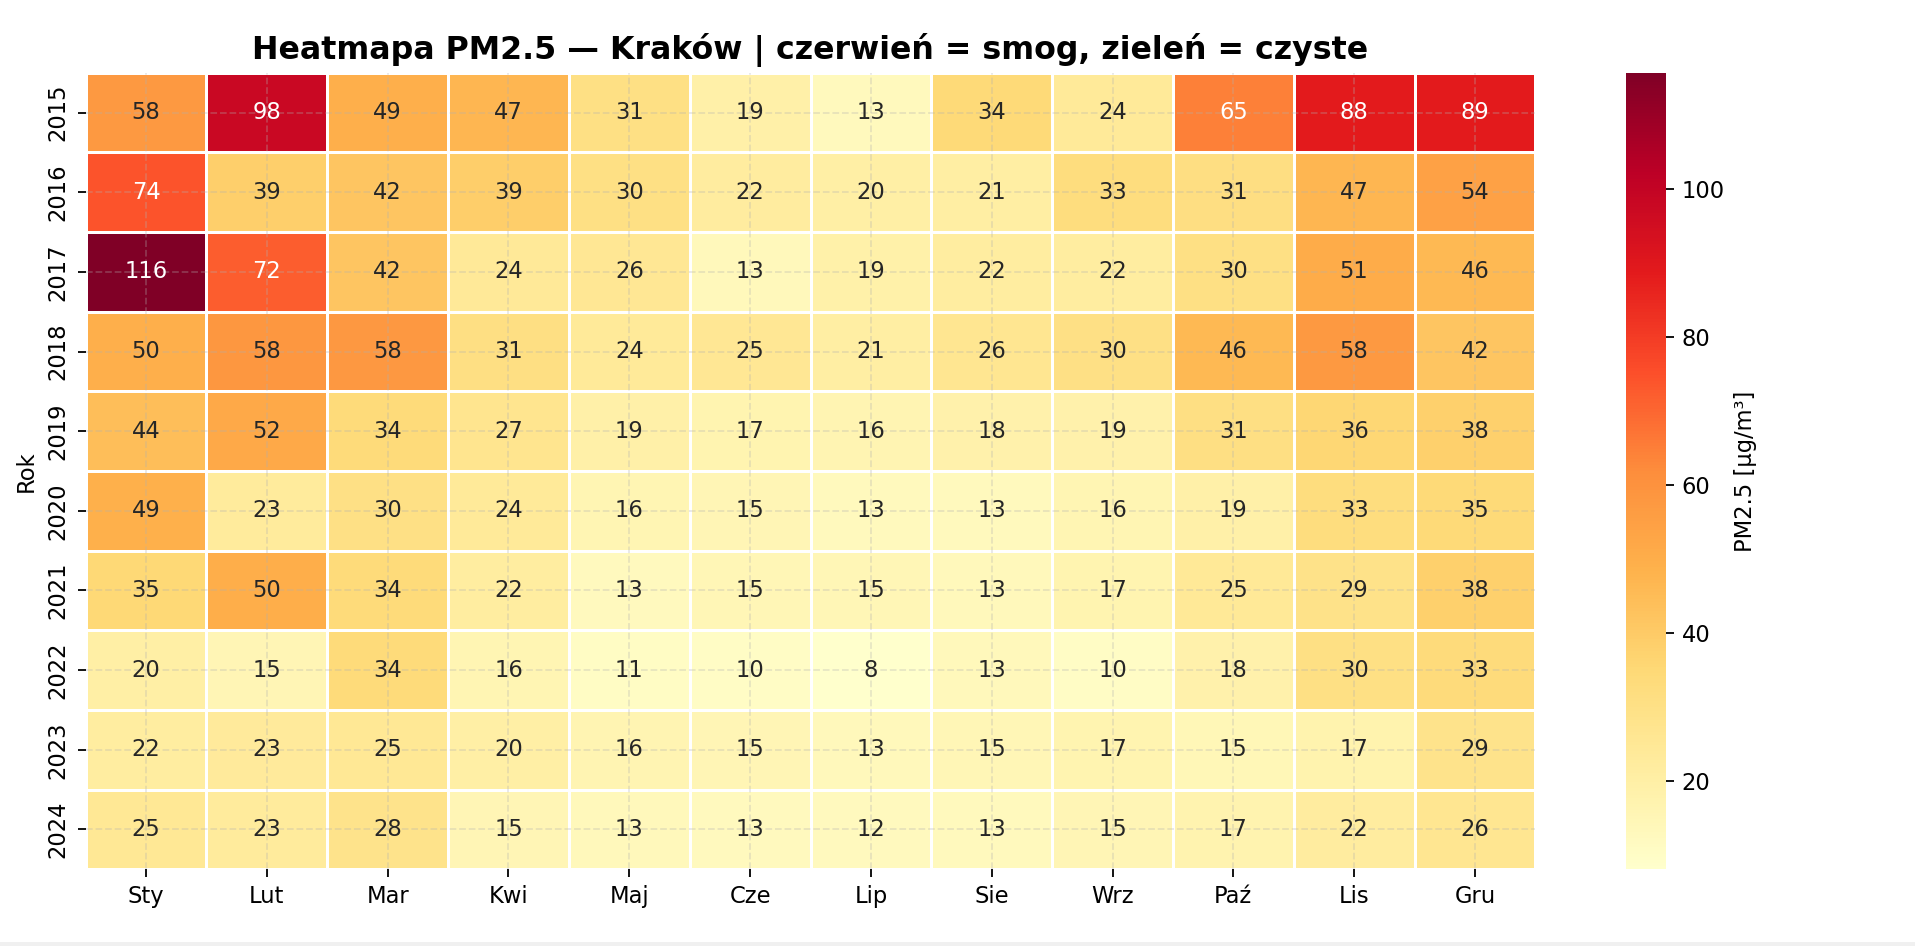 Heatmapa PM2.5 — Kraków | czerwień = smog, zieleń = czyste
Rok
2015 58 98 49 47 31 19 13 34 24 65 88 89
2016 74 39 42 39 30 22 20 21 33 31 47 54
2017 116 72 42 24 26 13 19 22 22 30 51 46
2018 50 58 58 31 24 25 21 26 30 46 58 42
2019 44 52 34 27 19 17 16 18 19 31 36 38
2020 49 23 30 24 16 15 13 13 16 19 33 35
2021 35 50 34 22 13 15 15 13 17 25 29 38
2022 20 15 34 16 11 10 8 13 10 18 30 33
2023 22 23 25 20 16 15 13 15 17 15 17 29
2024 25 23 28 15 13 13 12 13 15 17 22 26
Sty Lut Mar Kwi Maj Cze Lip Sie Wrz Paź Lis Gru
100
80
60
40
20
PM2.5 [µg/m³]